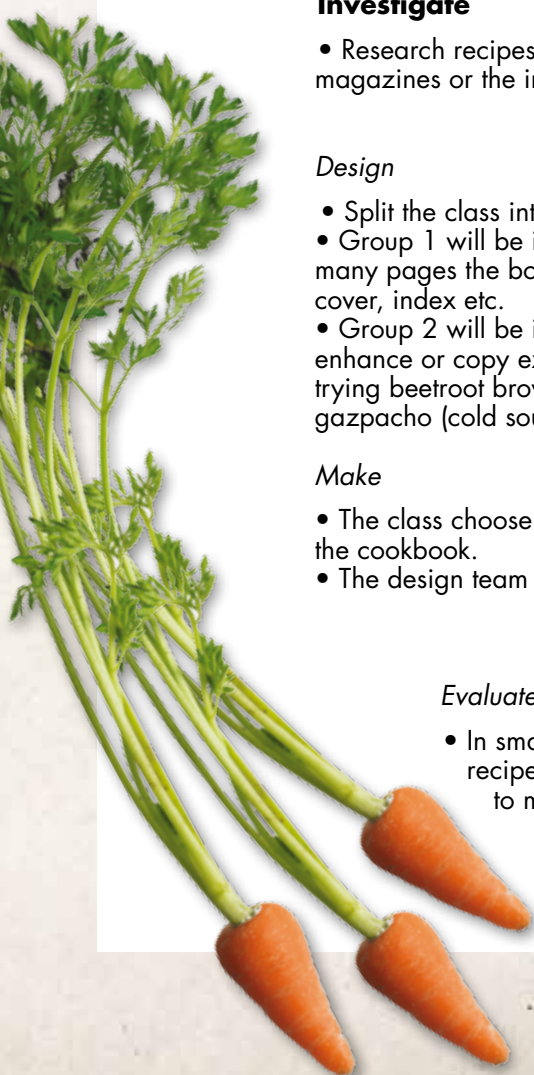 Investigate
• Research recipes
magazines or the i
Design
• Split the class int
• Group 1 will be i
many pages the bo
cover, index etc.
• Group 2 will be i
enhance or copy ex
trying beetroot brov
gazpacho (cold sou
Make
• The class choose
the cookbook.
• The design team
Evaluate
• In sma
recipe
to m